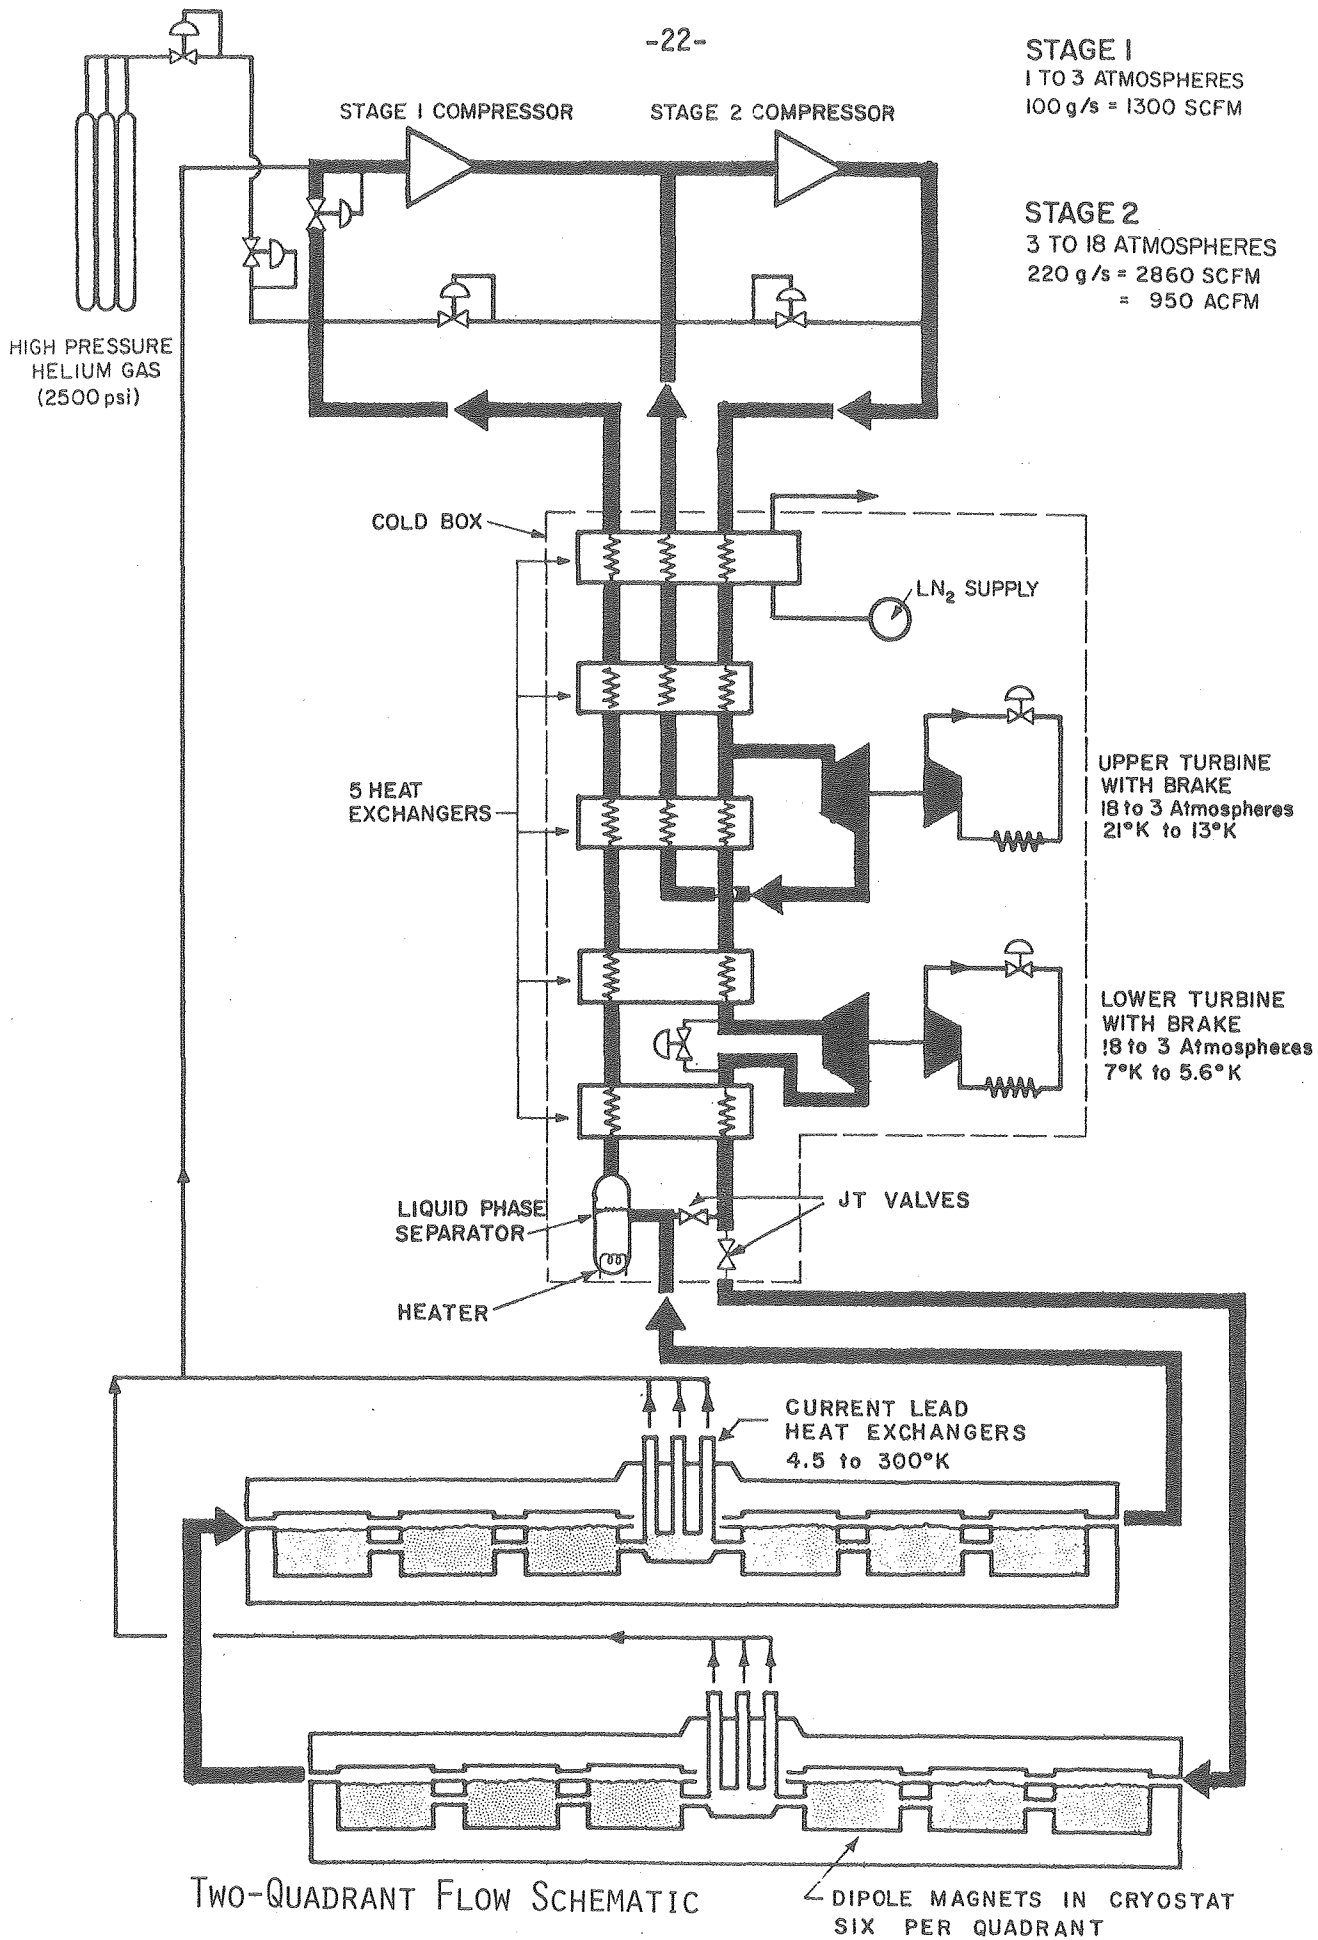 -22-
STAGE 1
1 TO 3 ATMOSPHERES
100 g/s = 1300 SCFM
STAGE 1 COMPRESSOR
STAGE 2 COMPRESSOR
STAGE 2
3 TO 18 ATMOSPHERES
220 g/s = 2860 SCFM
= 950 ACFM
HIGH PRESSURE
HELIUM GAS
(2500 psi)
COLD BOX
LN₂ SUPPLY
5 HEAT
EXCHANGERS
UPPER TURBINE
WITH BRAKE
18 to 3 Atmospheres
21°K to 13°K
LOWER TURBINE
WITH BRAKE
18 to 3 Atmospheres
7°K to 5.6°K
LIQUID PHASE
SEPARATOR
JT VALVES
HEATER
CURRENT LEAD
HEAT EXCHANGERS
4.5 to 300°K
TWO-QUADRANT FLOW SCHEMATIC
DIPOLE MAGNETS IN CRYOSTAT
SIX PER QUADRANT